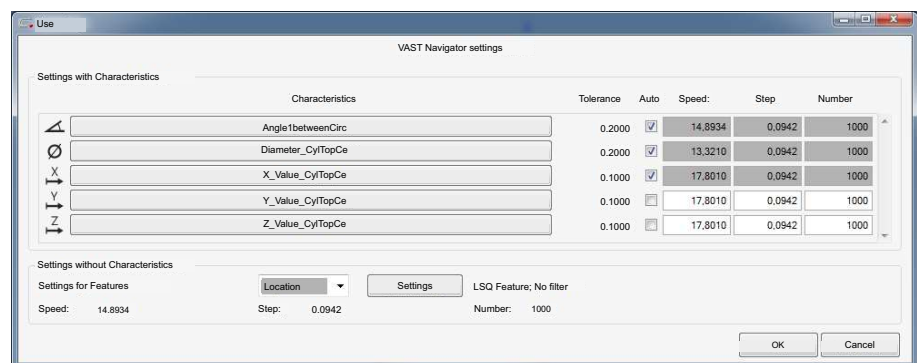 Use
VAST Navigator settings
Settings with Characteristics
Characteristics Tolerance Auto Speed: Step Number
Angle1betweenCirc 0.2000 14,8934 0,0942 1000
Diameter_CylTopCe 0.2000 13,3210 0,0942 1000
X X_Value_CylTopCe 0.1000 17,8010 0,0942 1000
Y Y_Value_CylTopCe 0.1000 17,8010 0,0942 1000
Z Z_Value_CylTopCe 0.1000 17,8010 0,0942 1000
Settings without Characteristics
Settings for Features Location Settings LSQ Feature; No filter
Speed: 14.8934 Step: 0.0942 Number: 1000
OK Cancel